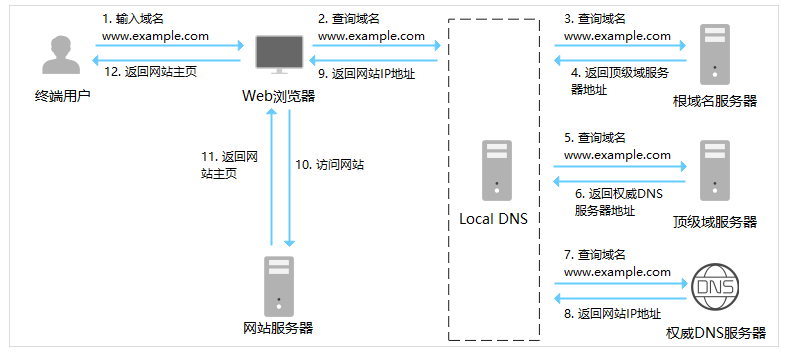 1. 输入域名
www.example.com
12. 返回网站主页
终端用户
Web浏览器
2. 查询域名
www.example.com
9. 返回网站IP地址
11. 返回网
站主页
10. 访问网站
网站服务器
Local DNS
3. 查询域名
www.example.com
4. 返回顶级域服务
器地址
根域名服务器
5. 查询域名
www.example.com
6. 返回权威DNS
服务器地址
顶级域服务器
7. 查询域名
www.example.com
8. 返回网站IP地址
DNS
权威DNS服务器